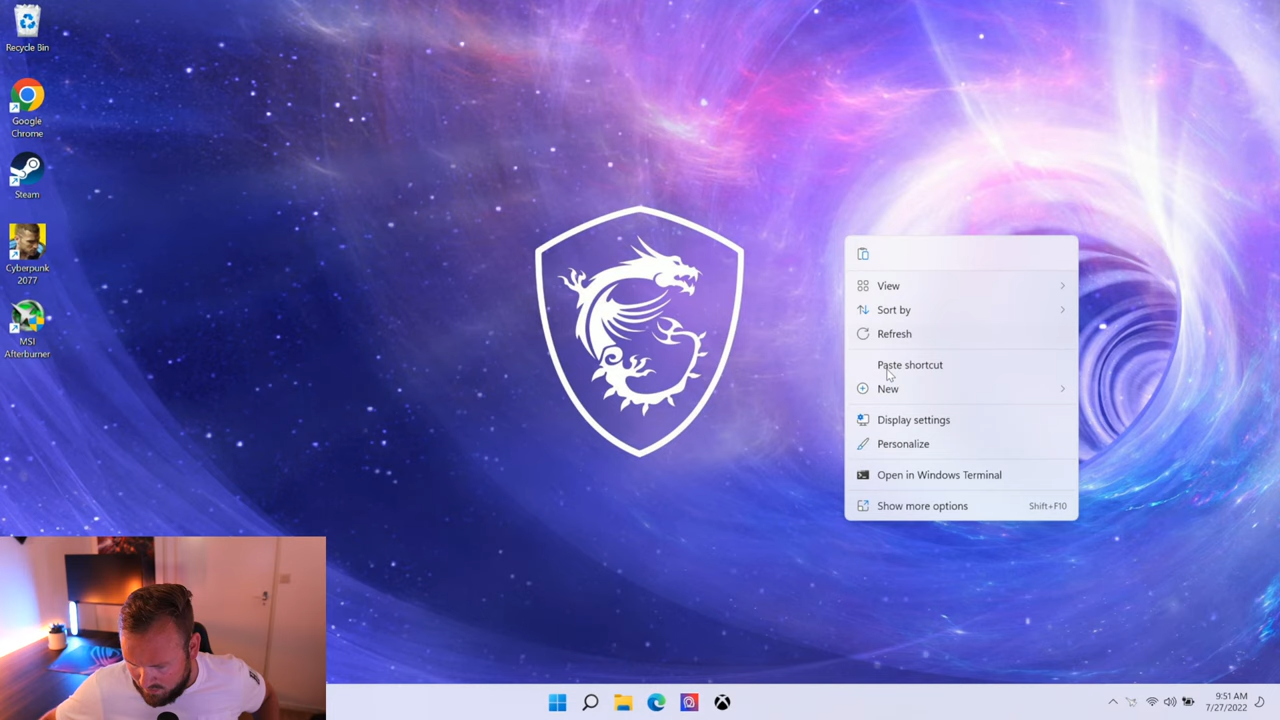 Recycle Bin
Google
Chrome
Steam
Cyberpunk
2077
MSI
Afterburner
View
Sort by
Refresh
Paste shortcut
New
Display settings
Personalize
Open in Windows Terminal
Show more options Shift+F10
9:51 AM
7/27/2022